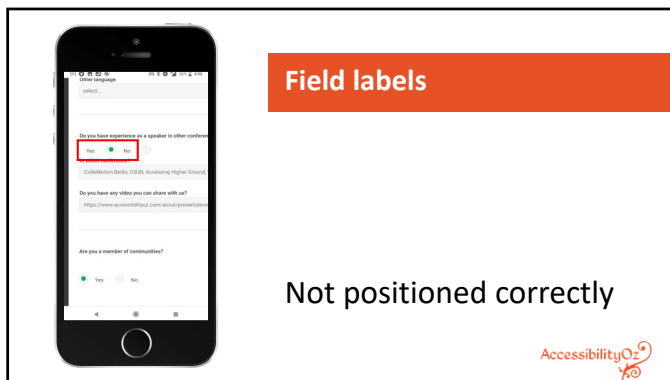 Field labels
Other language
select_
Do you have experience as a speaker in other conferen
Yes No
CodeMotion Berlin, CSUN, Accessing Higher Ground,
Do you have any video you can share with us?
https://www.accessibilityoz.com/about/presentation
Are you a member of communities?
Yes No
Not positioned correctly
AccessibilityOz